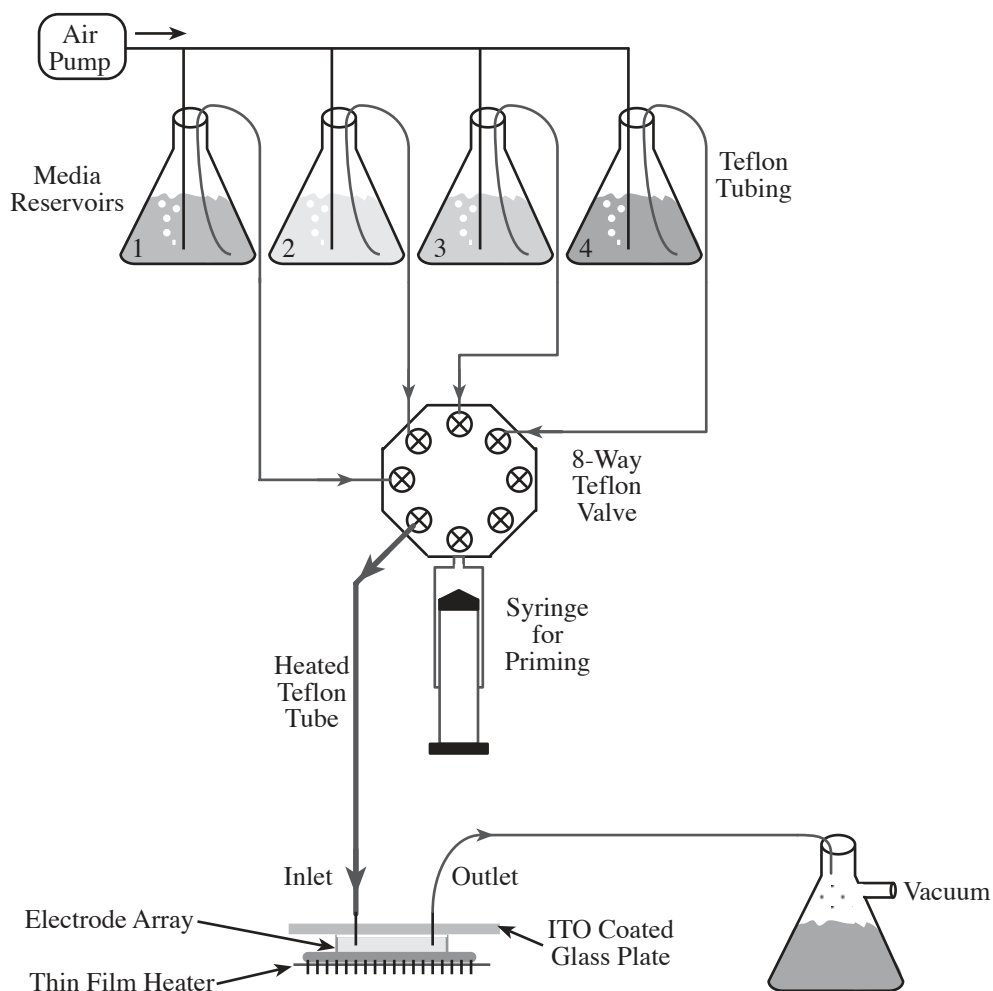 Air
Pump
Media
Reservoirs
Teflon
Tubing
1
2
3
4
8-Way
Teflon
Valve
Syringe
for
Priming
Heated
Teflon
Tube
Inlet
Outlet
Vacuum
Electrode Array
ITO Coated
Glass Plate
Thin Film Heater